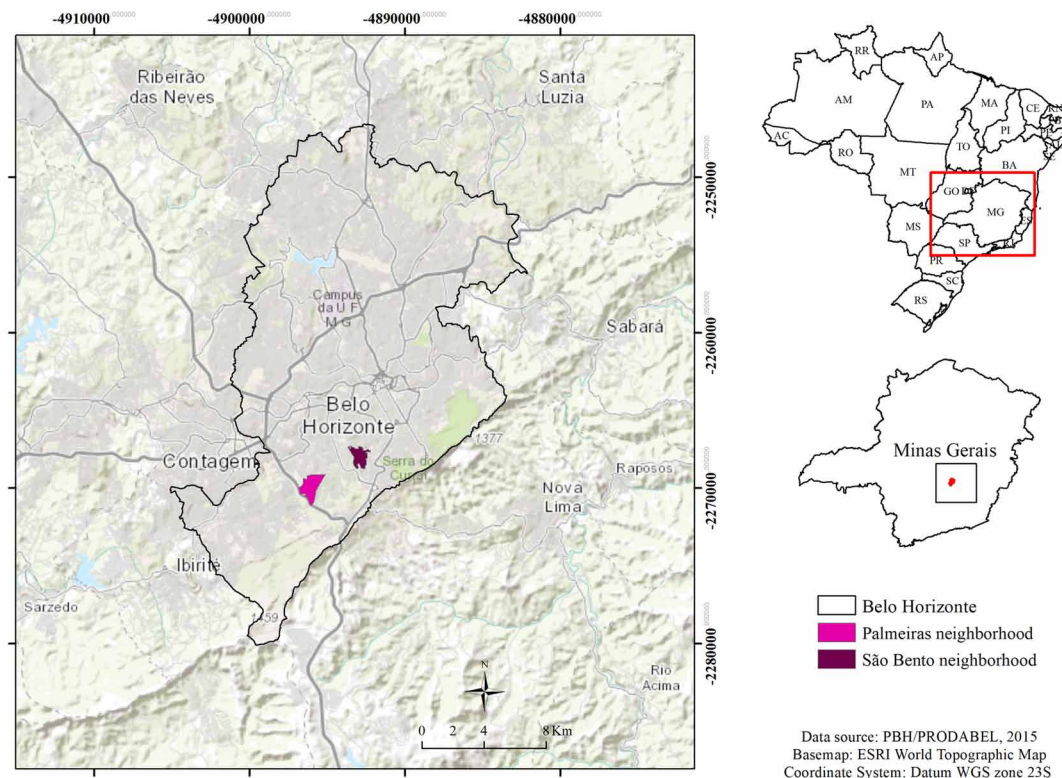 -4910000
-4900000
-4890000
-4880000
Ribeirão
das Neves
Santa
Luzia
Campus
da U F
M G
Sabará
Belo
Horizonte
1377
Contagem
Serra do
Raposos
Nova
Lima
Ibirité
Sarzedo
1459
Rio
Acima
N
0 2 4 8 Km
-2250000
-2260000
-2270000
-2280000
RR
AP
AM
PA
MA
CE
RN
PI
AC
TO
RO
BA
MT
GO
MG
ES
MS
SP
RJ
PR
SC
RS
Minas Gerais
Belo Horizonte
Palmeiras neighborhood
São Bento neighborhood
Data source: PBH/PRODABEL, 2015
Basemap: ESRI World Topographic Map
Coordinate System: Datum WGS zone 23S